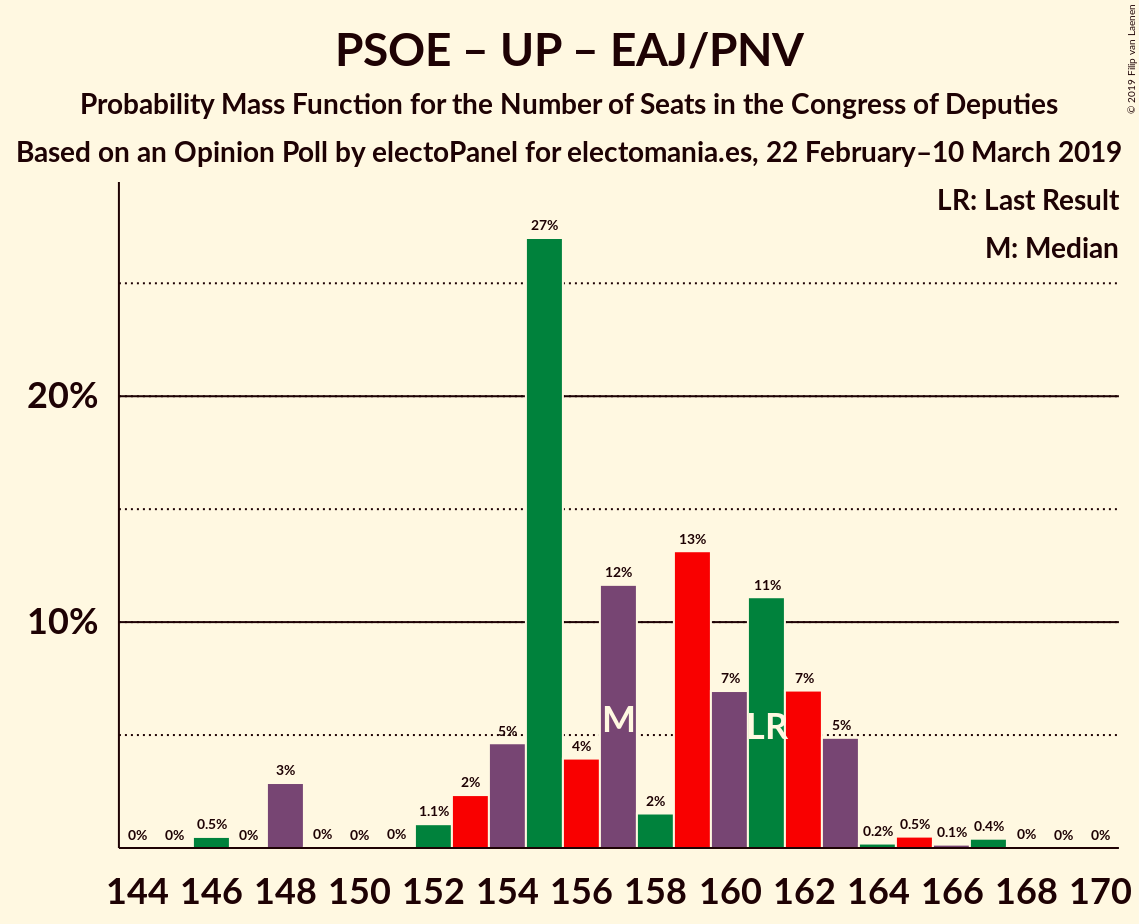 PSOE – UP – EAJ/PNV
Probability Mass Function for the Number of Seats in the Congress of Deputies
Based on an Opinion Poll by electoPanel for electomania.es, 22 February–10 March 2019
© 2019 Filip van Laenen
LR: Last Result
M: Median
20%
10%
0% 0% 0.5% 0% 3% 0% 0% 0% 1.1% 2% 5% 27% 4% 12% 2% 13% 7% 11% 7% 5% 0.2% 0.5% 0.1% 0.4% 0% 0% 0%
M LR
144 146 148 150 152 154 156 158 160 162 164 166 168 170